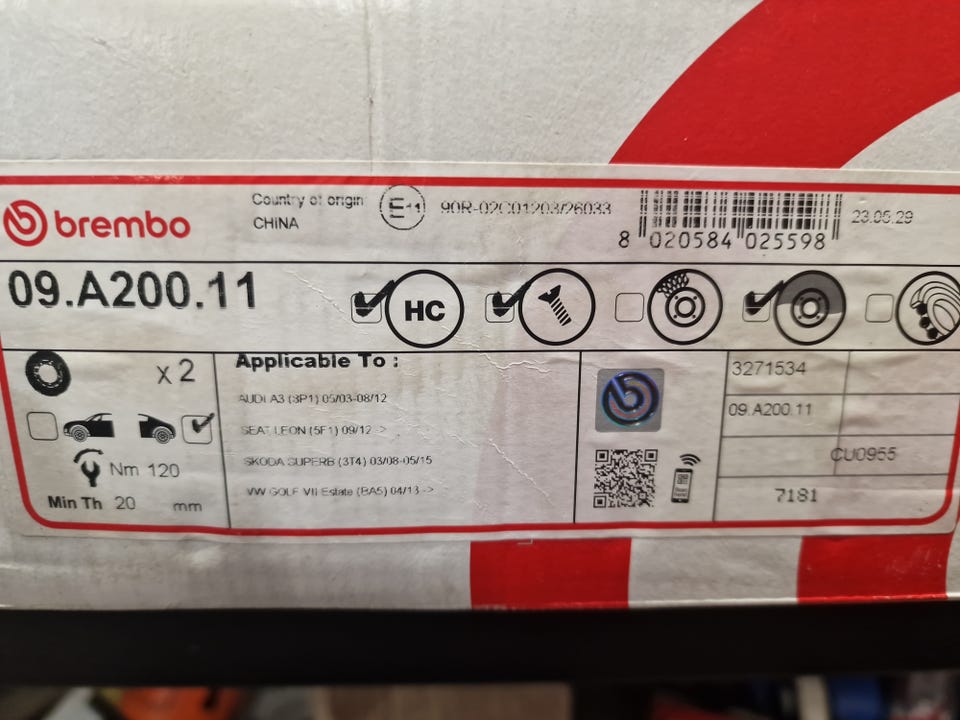 brembo
Country of origin
CHINA
E11
90R-02C01203/26033
8 020584 025598
23.05.29
09.A200.11
HC
x 2
Nm 120
Min Th 20 mm
Applicable To :
AUDI A3 (8P1) 05/03-08/12
SEAT LEON (5F1) 09/12 ->
SKODA SUPERB (3T4) 03/08-05/15
VW GOLF VII Estate (BA5) 04/13 ->
3271534
09.A200.11
CU0955
7181